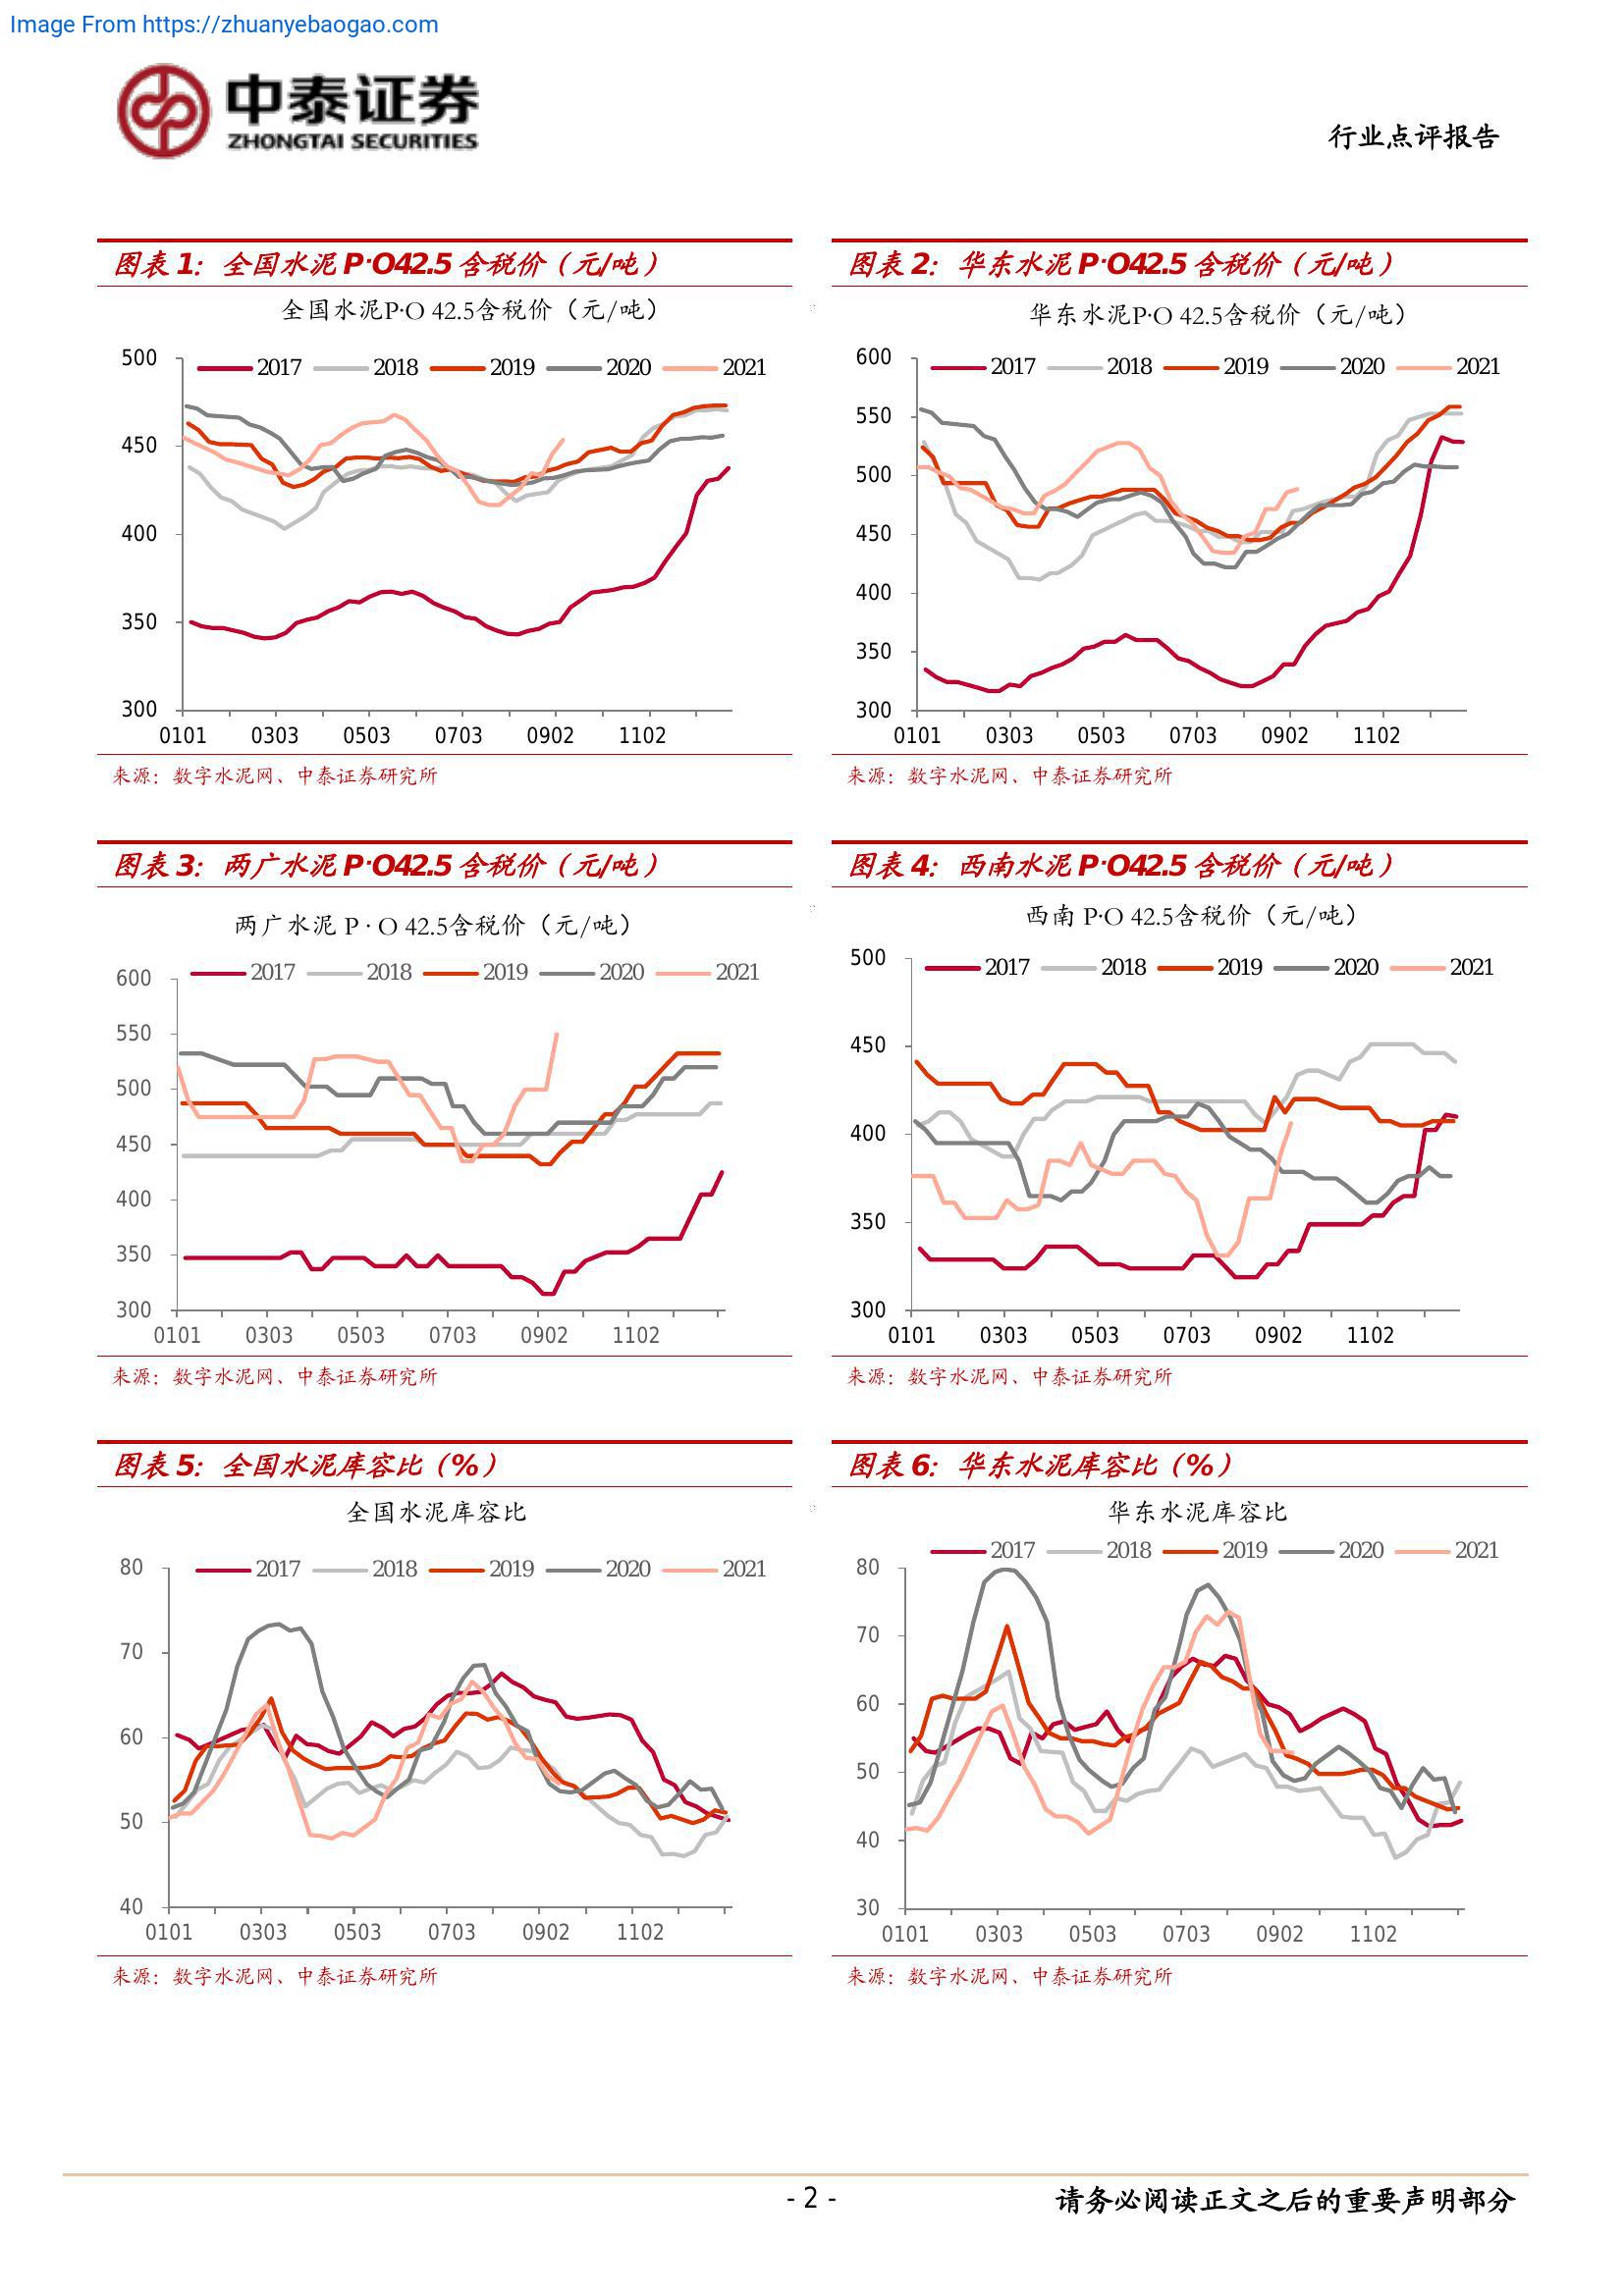 Image From https://zhuanyebaogao.com
中泰证券
ZHONGTAI SECURITIES
行业点评报告
图表 1：全国水泥 P·O42.5 含税价（元/吨）
全国水泥P·O 42.5含税价（元/吨）
2017 2018 2019 2020 2021
500
450
400
350
300
0101 0303 0503 0703 0902 1102
来源：数字水泥网、中泰证券研究所
图表 2：华东水泥 P·O42.5 含税价（元/吨）
华东水泥P·O 42.5含税价（元/吨）
2017 2018 2019 2020 2021
600
550
500
450
400
350
300
0101 0303 0503 0703 0902 1102
来源：数字水泥网、中泰证券研究所
图表 3：两广水泥 P·O42.5 含税价（元/吨）
两广水泥 P · O 42.5含税价（元/吨）
2017 2018 2019 2020 2021
600
550
500
450
400
350
300
0101 0303 0503 0703 0902 1102
来源：数字水泥网、中泰证券研究所
图表 4：西南水泥 P·O42.5 含税价（元/吨）
西南 P·O 42.5含税价（元/吨）
2017 2018 2019 2020 2021
500
450
400
350
300
0101 0303 0503 0703 0902 1102
来源：数字水泥网、中泰证券研究所
图表 5：全国水泥库容比（%）
全国水泥库容比
2017 2018 2019 2020 2021
80
70
60
50
40
0101 0303 0503 0703 0902 1102
来源：数字水泥网、中泰证券研究所
图表 6：华东水泥库容比（%）
华东水泥库容比
2017 2018 2019 2020 2021
80
70
60
50
40
30
0101 0303 0503 0703 0902 1102
来源：数字水泥网、中泰证券研究所
- 2 -
请务必阅读正文之后的重要声明部分